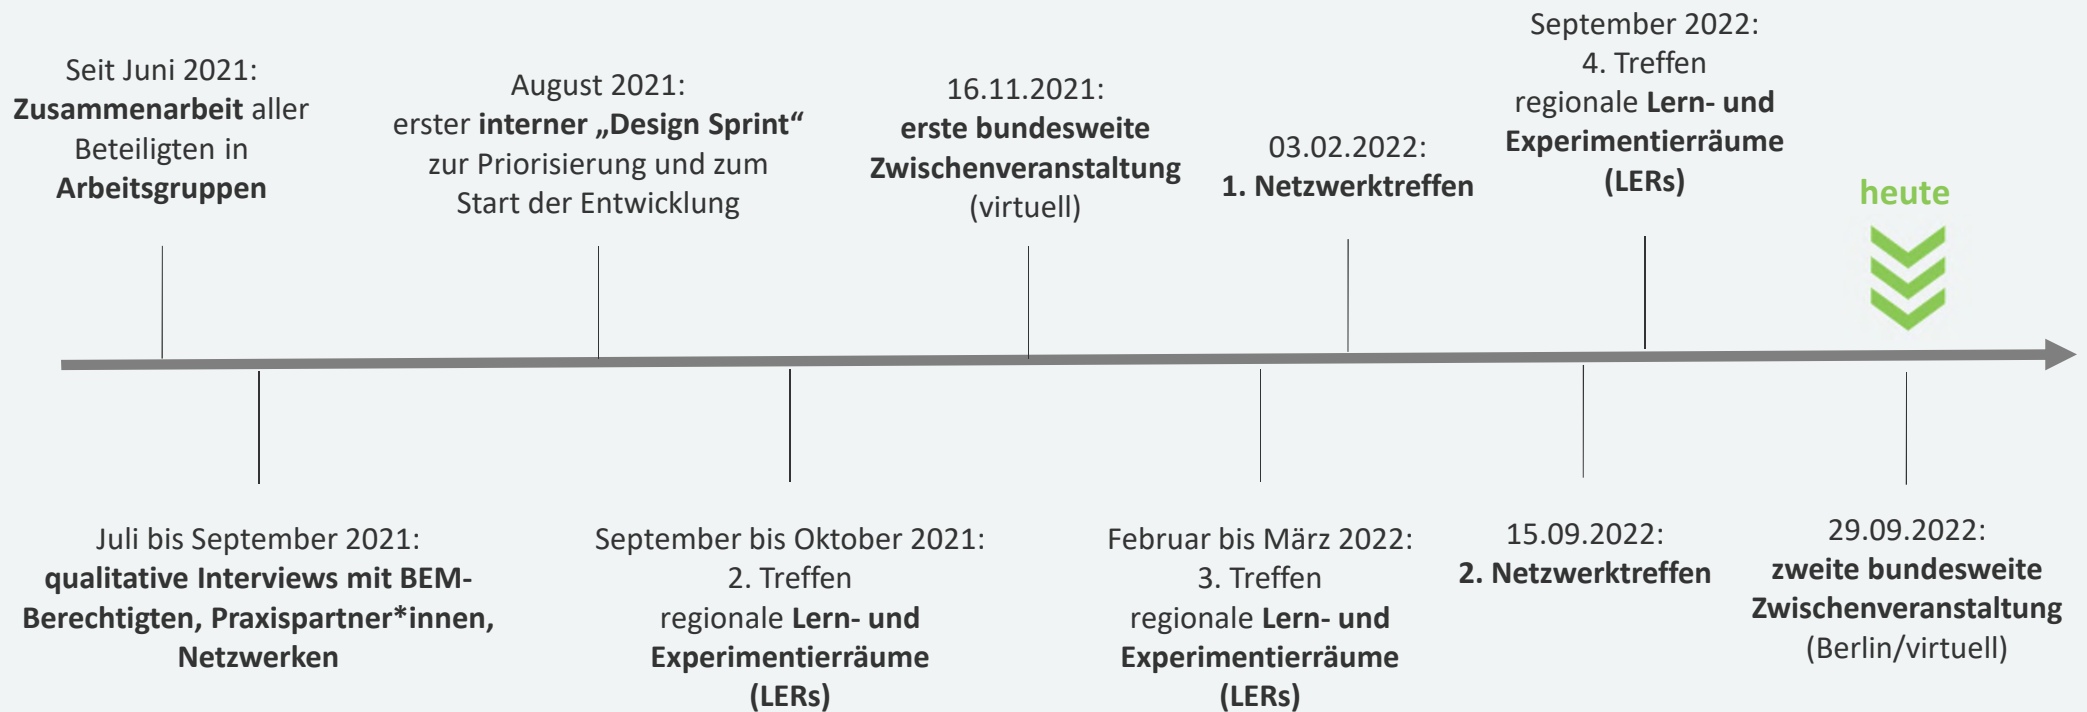 Seit Juni 2021:
Zusammenarbeit aller
Beteiligten in
Arbeitsgruppen
August 2021:
erster interner „Design Sprint“
zur Priorisierung und zum
Start der Entwicklung
16.11.2021:
erste bundesweite
Zwischenveranstaltung
(virtuell)
03.02.2022:
1. Netzwerktreffen
September 2022:
4. Treffen
regionale Lern- und
Experimentierräume
(LERs)
heute
Juli bis September 2021:
qualitative Interviews mit BEM-
Berechtigten, Praxispartner*innen,
Netzwerken
September bis Oktober 2021:
2. Treffen
regionale Lern- und
Experimentierräume
(LERs)
Februar bis März 2022:
3. Treffen
regionale Lern- und
Experimentierräume
(LERs)
15.09.2022:
2. Netzwerktreffen
29.09.2022:
zweite bundesweite
Zwischenveranstaltung
(Berlin/virtuell)